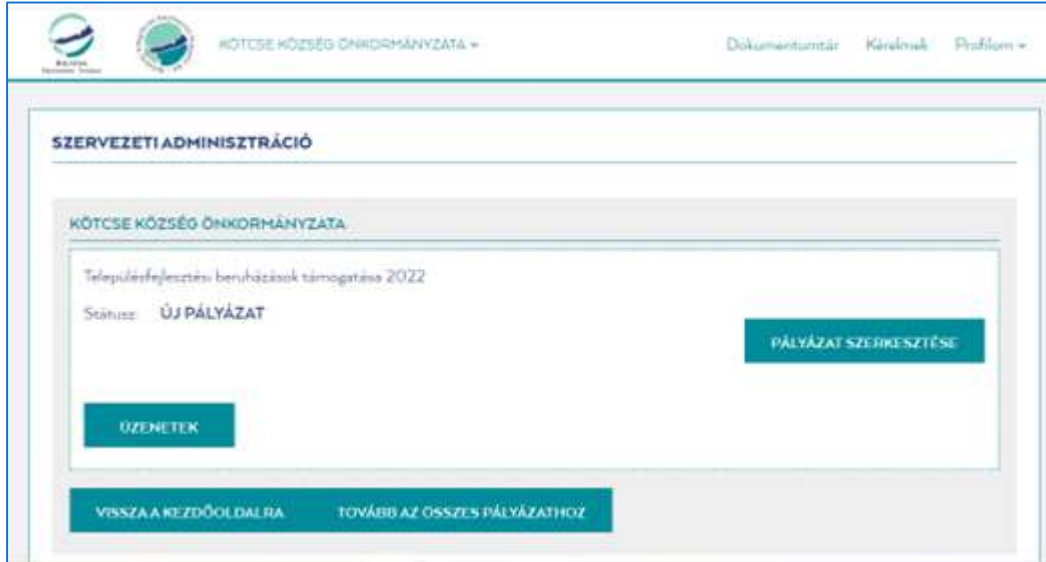 KÖTCSE KÖZSÉG ÖNKORMÁNYZATA
Dokumentumtár Kérelmek Profilom
SZERVEZETI ADMINISZTRÁCIÓ
KÖTCSE KÖZSÉG ÖNKORMÁNYZATA
Településfejlesztési beruházások támogatása 2022
Státusz: ÚJ PÁLYÁZAT
PÁLYÁZAT SZERKESZTÉSE
ÜZENETEK
VISSZA A KEZDŐOLDALRA TOVÁBB AZ ÖSSZES PÁLYÁZATHOZ